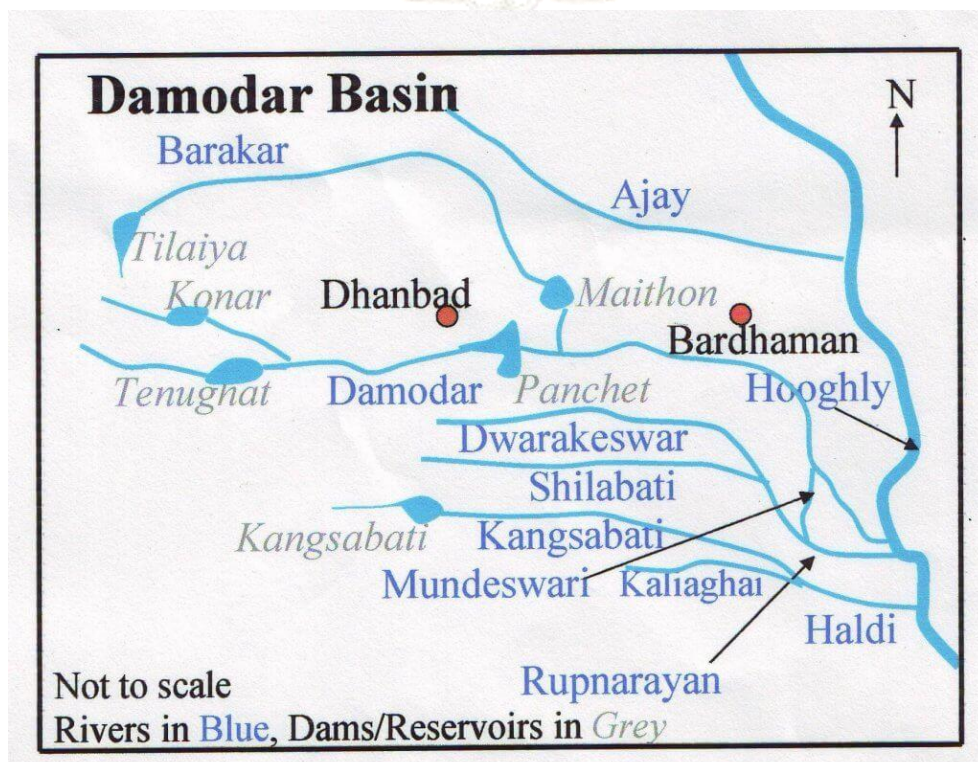 Damodar Basin
N
Barakar
Ajay
Tilaiya
Konar
Dhanbad
Maithon
Bardhaman
Tenughat
Damodar
Panchet
Hooghly
Dwarakeswar
Shilabati
Kangsabati
Kangsabati
Mundeswari
Kaliaghai
Haldi
Rupnarayan
Not to scale
Rivers in Blue, Dams/Reservoirs in Grey